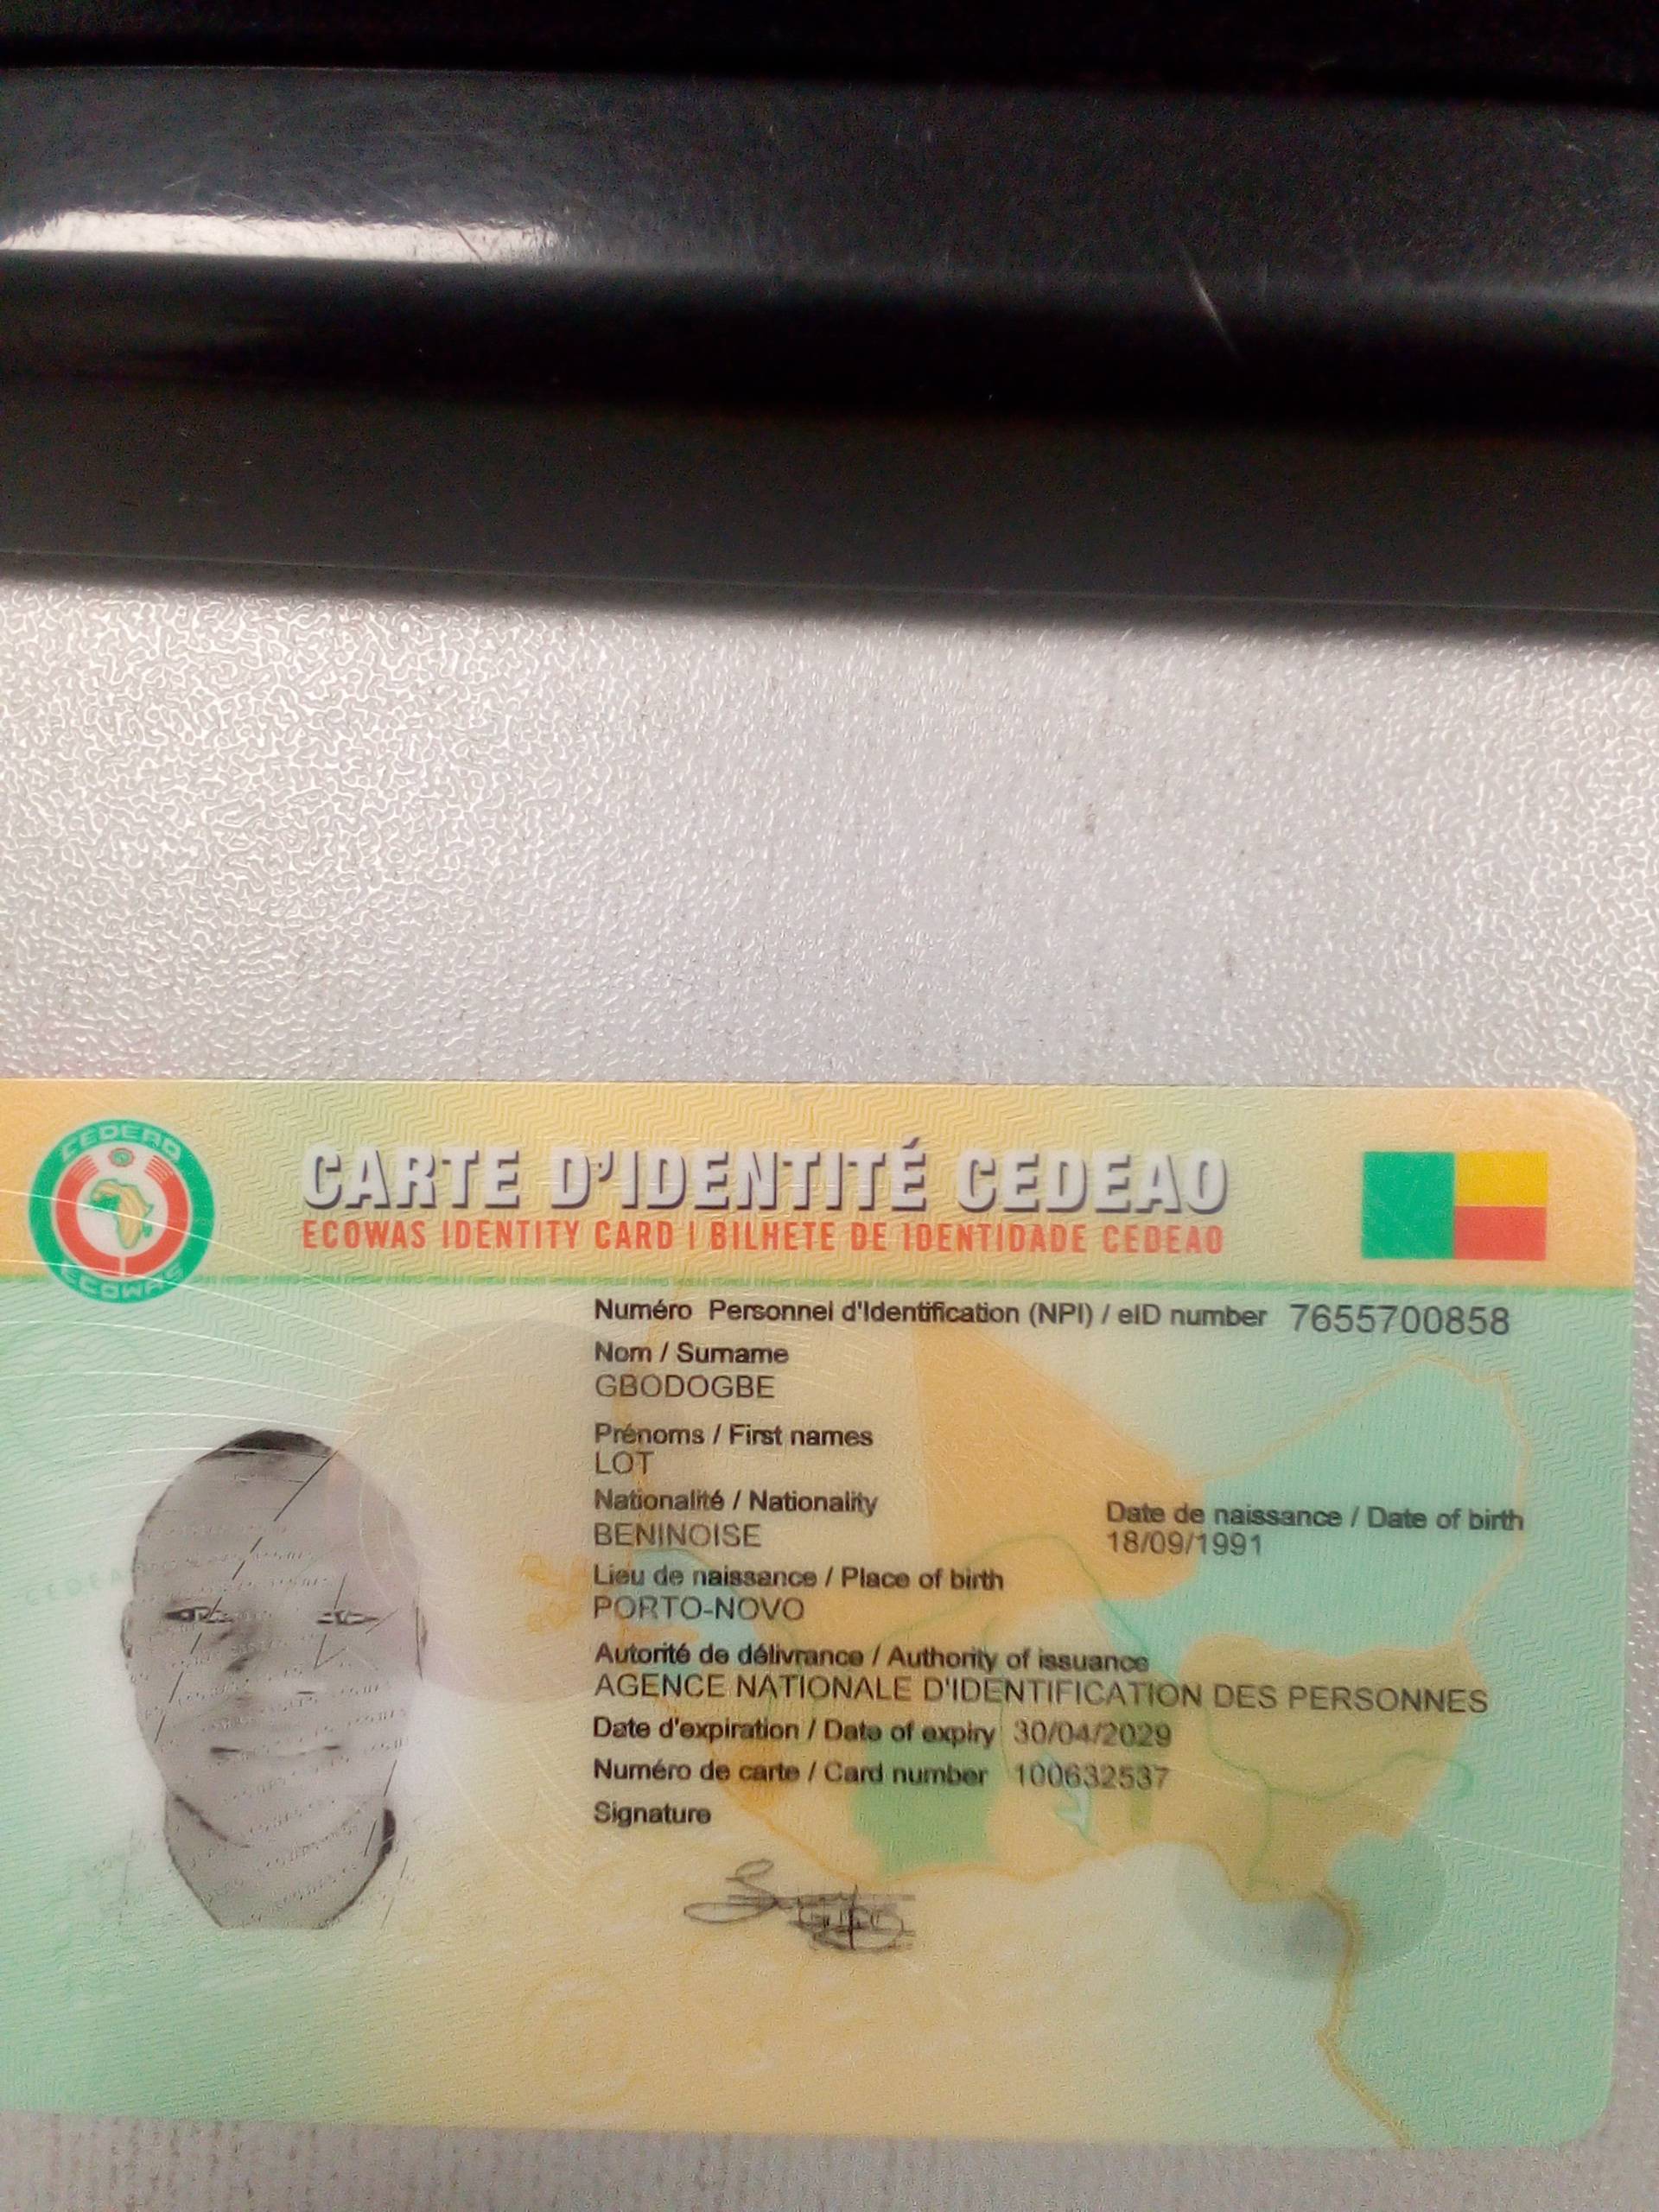 CEDEAO
ECOWAS
CARTE D'IDENTITÉ CEDEAO
ECOWAS IDENTITY CARD | BILHETE DE IDENTIDADE CEDEAO
Numéro Personnel d'Identification (NPI) / eID number 7655700858
Nom / Surname
GBODOGBE
Prénoms / First names
LOT
Nationalité / Nationality
BENINOISE
Date de naissance / Date of birth
18/09/1991
Lieu de naissance / Place of birth
PORTO-NOVO
Autorité de délivrance / Authority of issuance
AGENCE NATIONALE D'IDENTIFICATION DES PERSONNES
Date d'expiration / Date of expiry 30/04/2029
Numéro de carte / Card number 100632537
Signature